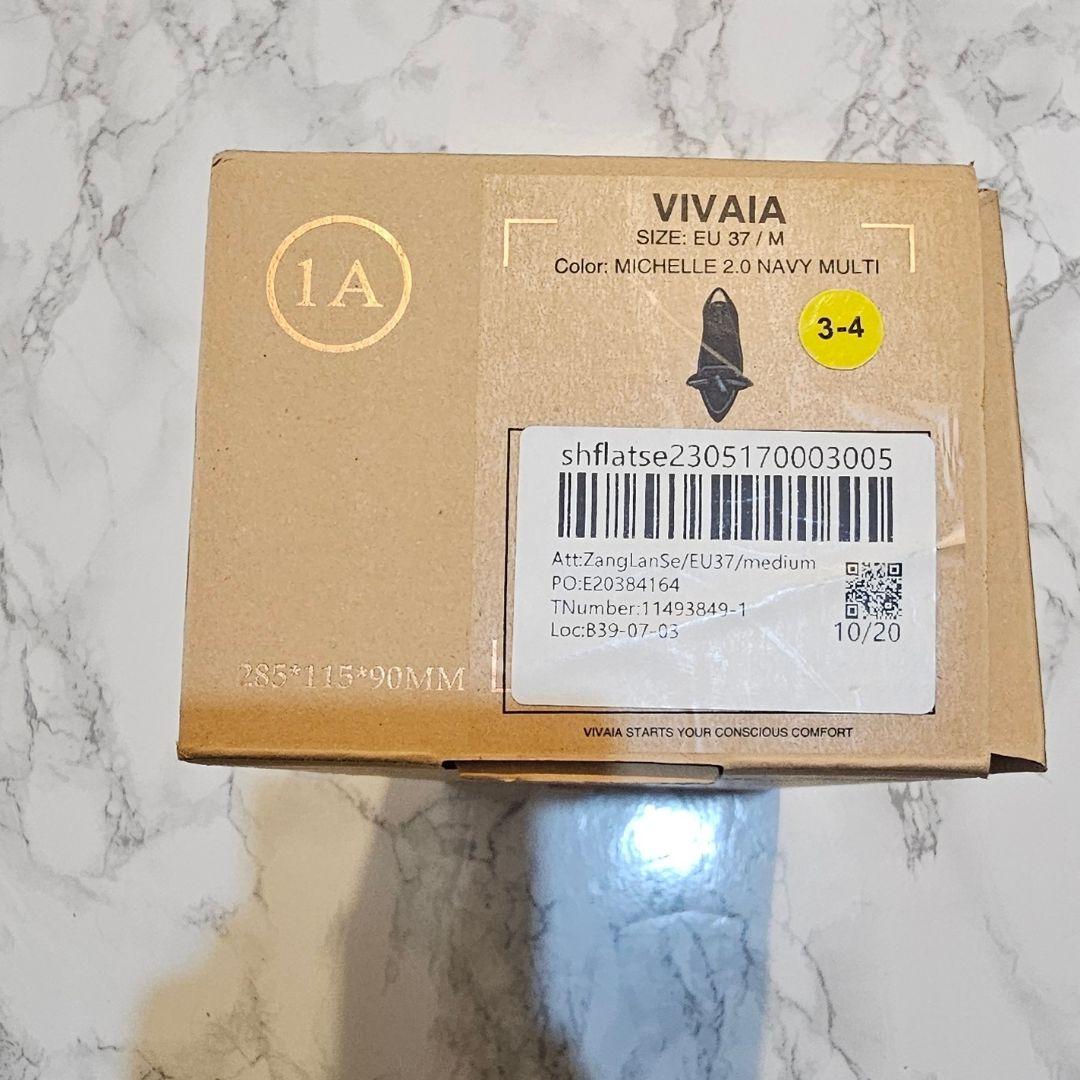 1A
VIVAIA
SIZE: EU 37 / M
Color: MICHELLE 2.0 NAVY MULTI
3-4
shflatse2305170003005
Att:ZangLanSe/EU37/medium
PO:E20384164
TNumber:11493849-1
Loc:B39-07-03
10/20
285*115*90MM
VIVAIA STARTS YOUR CONSCIOUS COMFORT